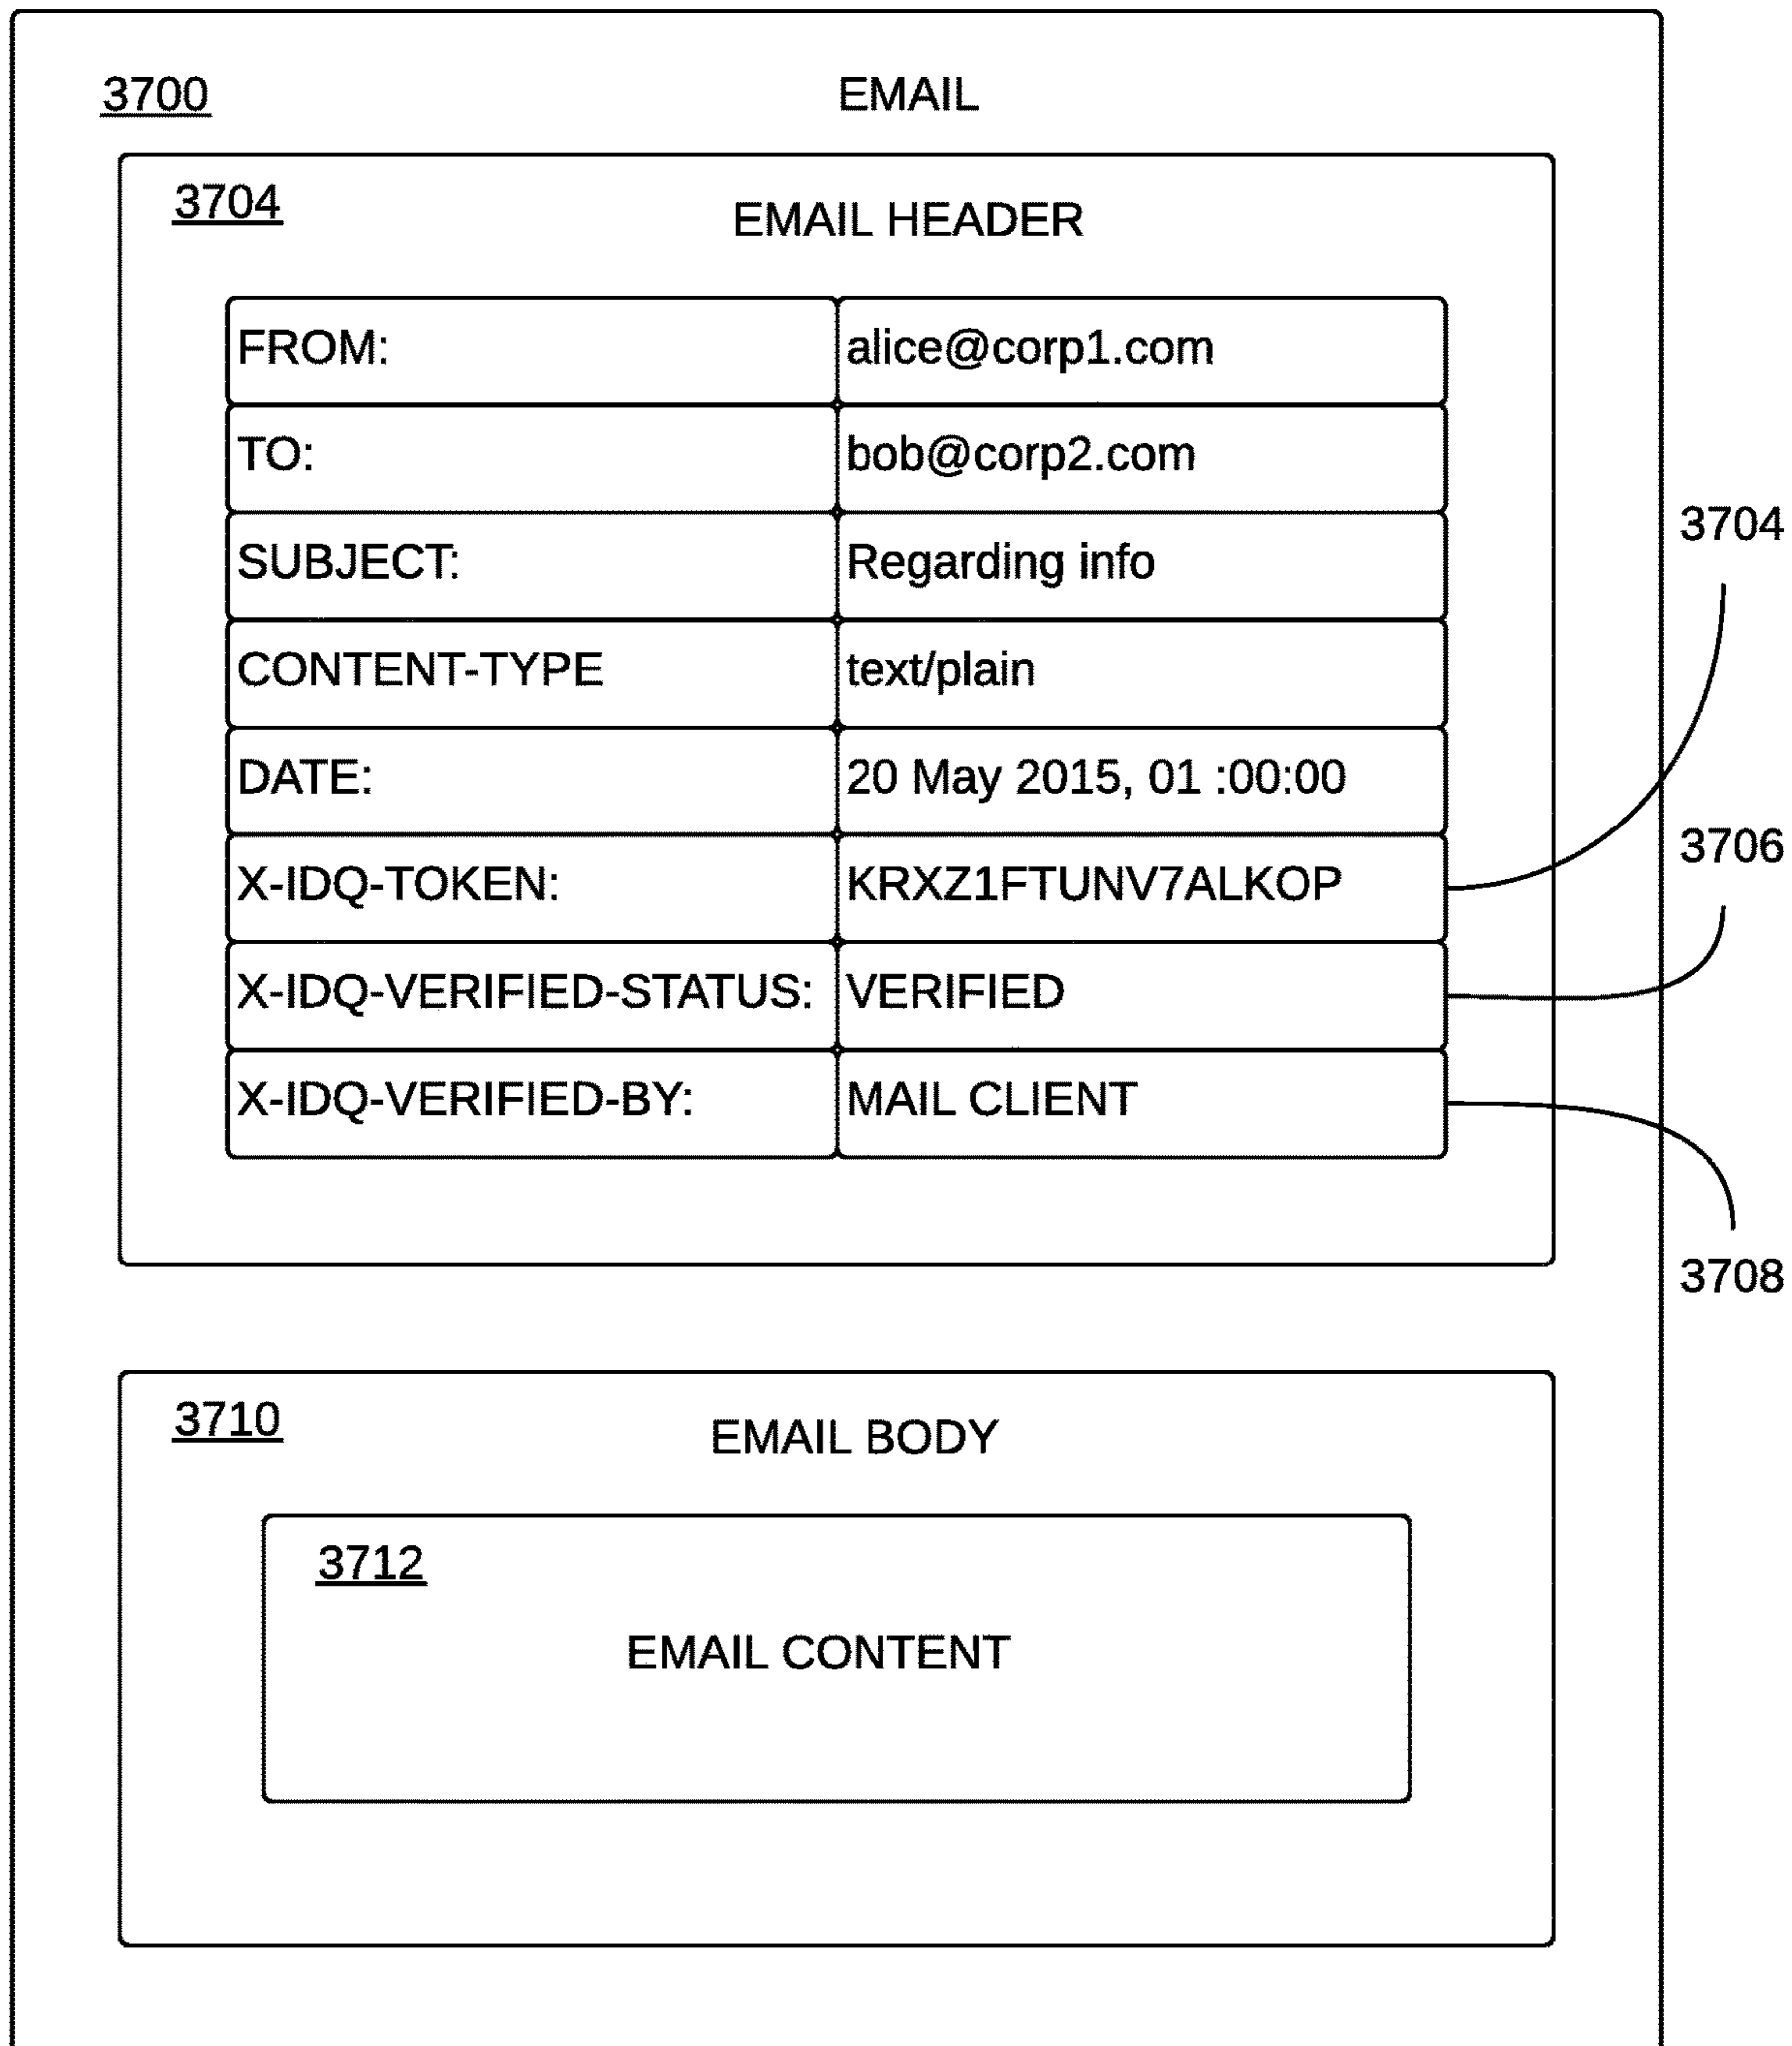 3700 EMAIL
3704
EMAIL HEADER
FROM: alice@corp1.com
TO: bob@corp2.com
3704
SUBJECT: Regarding info
CONTENT-TYPE text/plain
DATE: 20 May 2015, 01 :00:00
3706
X-IDQ-TOKEN: KRXZ1FTUNV7ALKOP
X-IDQ-VERIFIED-STATUS: VERIFIED
X-IDQ-VERIFIED-BY: MAIL CLIENT
3708
3710
EMAIL BODY
3712
EMAIL CONTENT